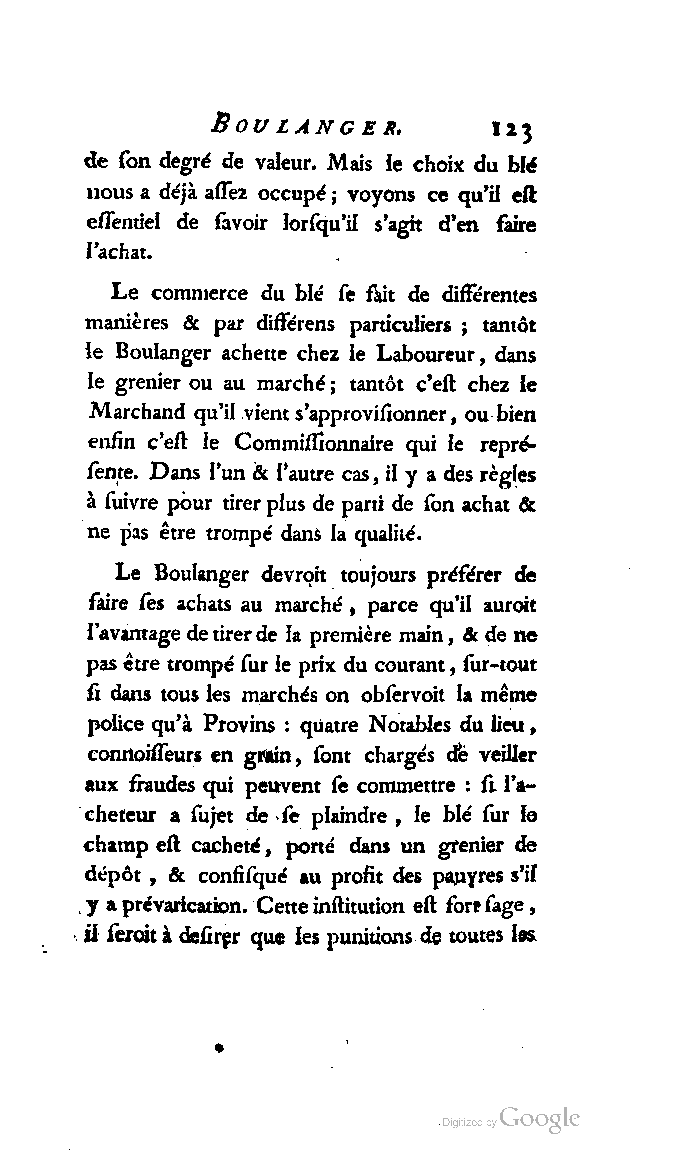 BOULANGER. 123
de ſon degré de valeur. Mais le choix du blé
nous a déjà aſſez occupé ; voyons ce qu'il eſt
eſſentiel de ſavoir lorſqu'il s'agit d'en faire
l'achat.
Le commerce du blé ſe fait de différentes
manières & par différens particuliers ; tantôt
le Boulanger achette chez le Laboureur, dans
le grenier ou au marché ; tantôt c'eſt chez le
Marchand qu'il vient s'approviſionner, ou bien
enfin c'eſt le Commiſſionnaire qui le repré-
ſente. Dans l'un & l'autre cas, il y a des règles
à ſuivre pour tirer plus de parti de ſon achat &
ne pas être trompé dans la qualité.
Le Boulanger devroit toujours préférer de
faire ſes achats au marché, parce qu'il auroit
l'avantage de tirer de la première main, & de ne
pas être trompé ſur le prix du courant, ſur-tout
ſi dans tous les marchés on obſervoit la même
police qu'à Provins : quatre Notables du lieu,
connoiſſeurs en grain, ſont chargés de veiller
aux fraudes qui peuvent ſe commettre : ſi l'a-
cheteur a ſujet de ſe plaindre, le blé ſur le
champ eſt cacheté, porté dans un grenier de
dépôt, & confiſqué au profit des pauvres s'il
y a prévarication. Cette inſtitution eſt fort ſage,
il ſeroit à deſirer que les punitions de toutes les
Digitized by Google